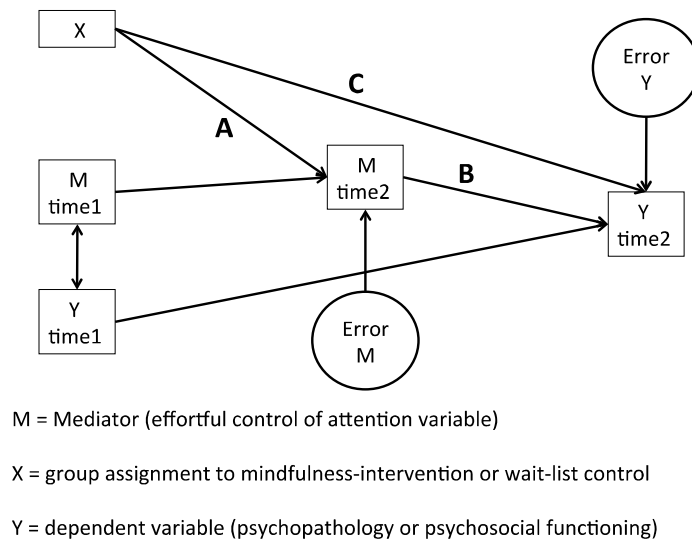 X
C
Error
Y
A
M
time2
B
M
time1
Y
time2
Y
time1
Error
M
M = Mediator (effortful control of attention variable)
X = group assignment to mindfulness-intervention or wait-list control
Y = dependent variable (psychopathology or psychosocial functioning)